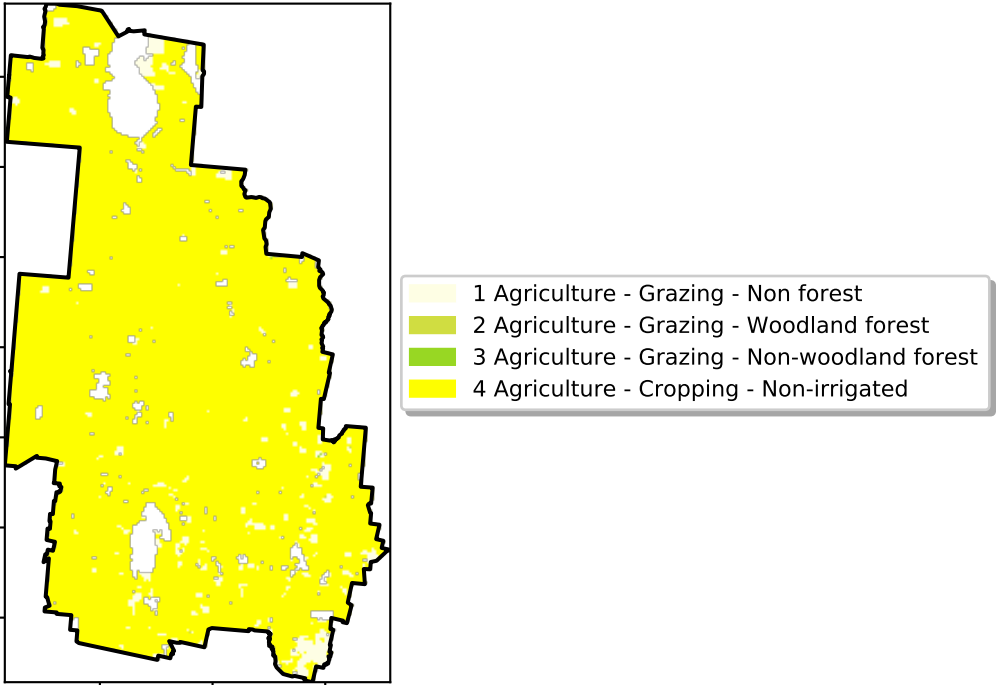 1 Agriculture - Grazing - Non forest
2 Agriculture - Grazing - Woodland forest
3 Agriculture - Grazing - Non-woodland forest
4 Agriculture - Cropping - Non-irrigated